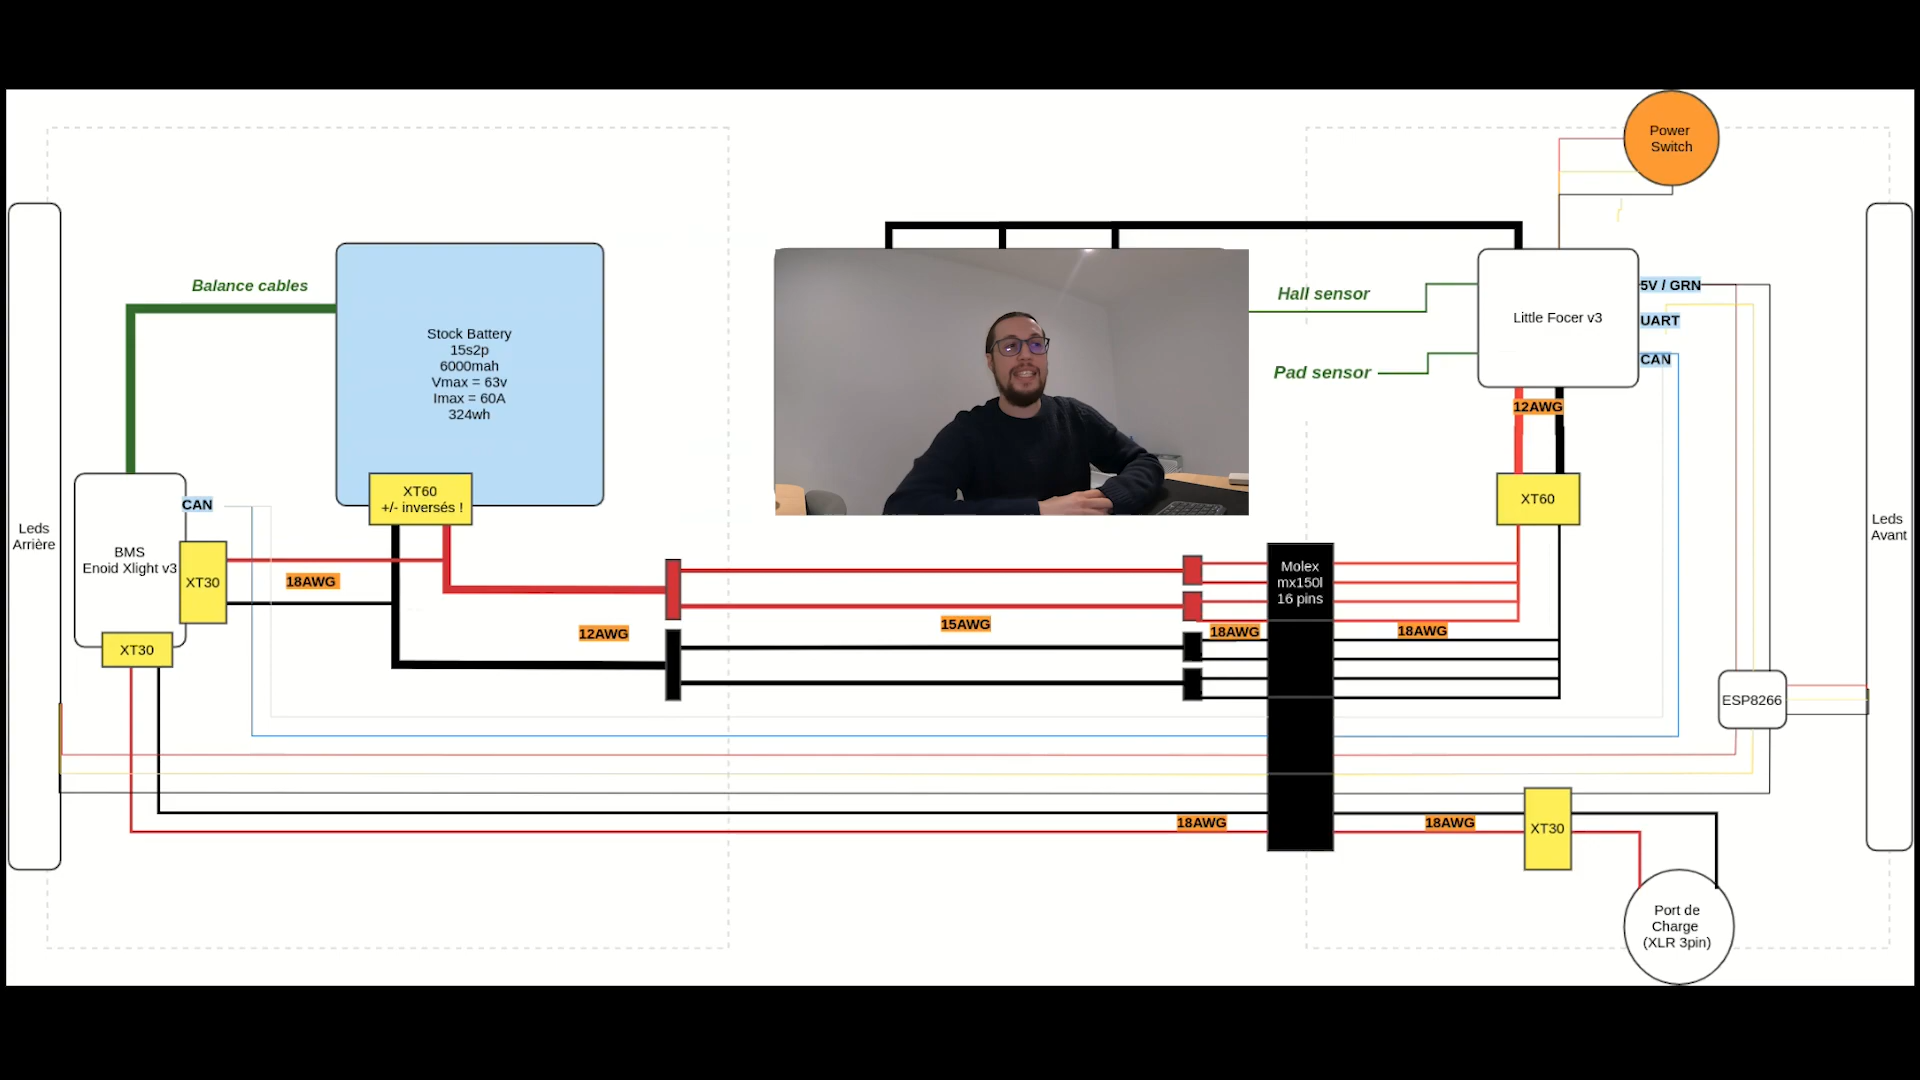 Power
Switch
Balance cables
Hall sensor
5V / GRN
Little Focer v3
UART
Stock Battery
15s2p
6000mah
Vmax = 63v
Imax = 60A
324wh
CAN
Pad sensor
12AWG
XT60
+/- inversés !
XT60
CAN
Leds
Arrière
Leds
Avant
BMS
Enoid Xlight v3
XT30
18AWG
Molex
mx150l
16 pins
12AWG
15AWG
18AWG
18AWG
XT30
ESP8266
18AWG
18AWG
XT30
Port de
Charge
(XLR 3pin)